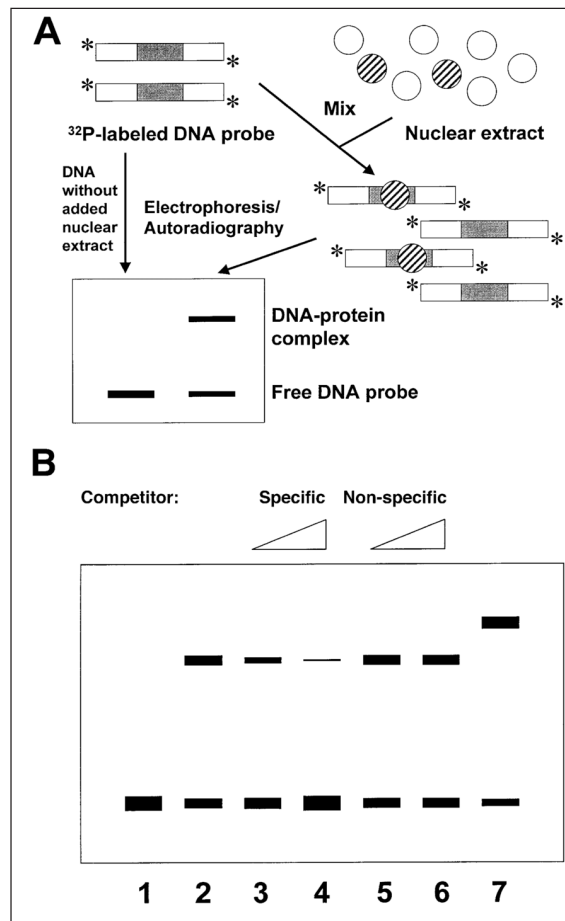 A
* * * *
³²P-labeled DNA probe
Mix
Nuclear extract
DNA
without
added
nuclear
extract
Electrophoresis/
Autoradiography
* * * *
* * * *
DNA-protein
complex
Free DNA probe
B
Competitor: Specific Non-specific
1 2 3 4 5 6 7